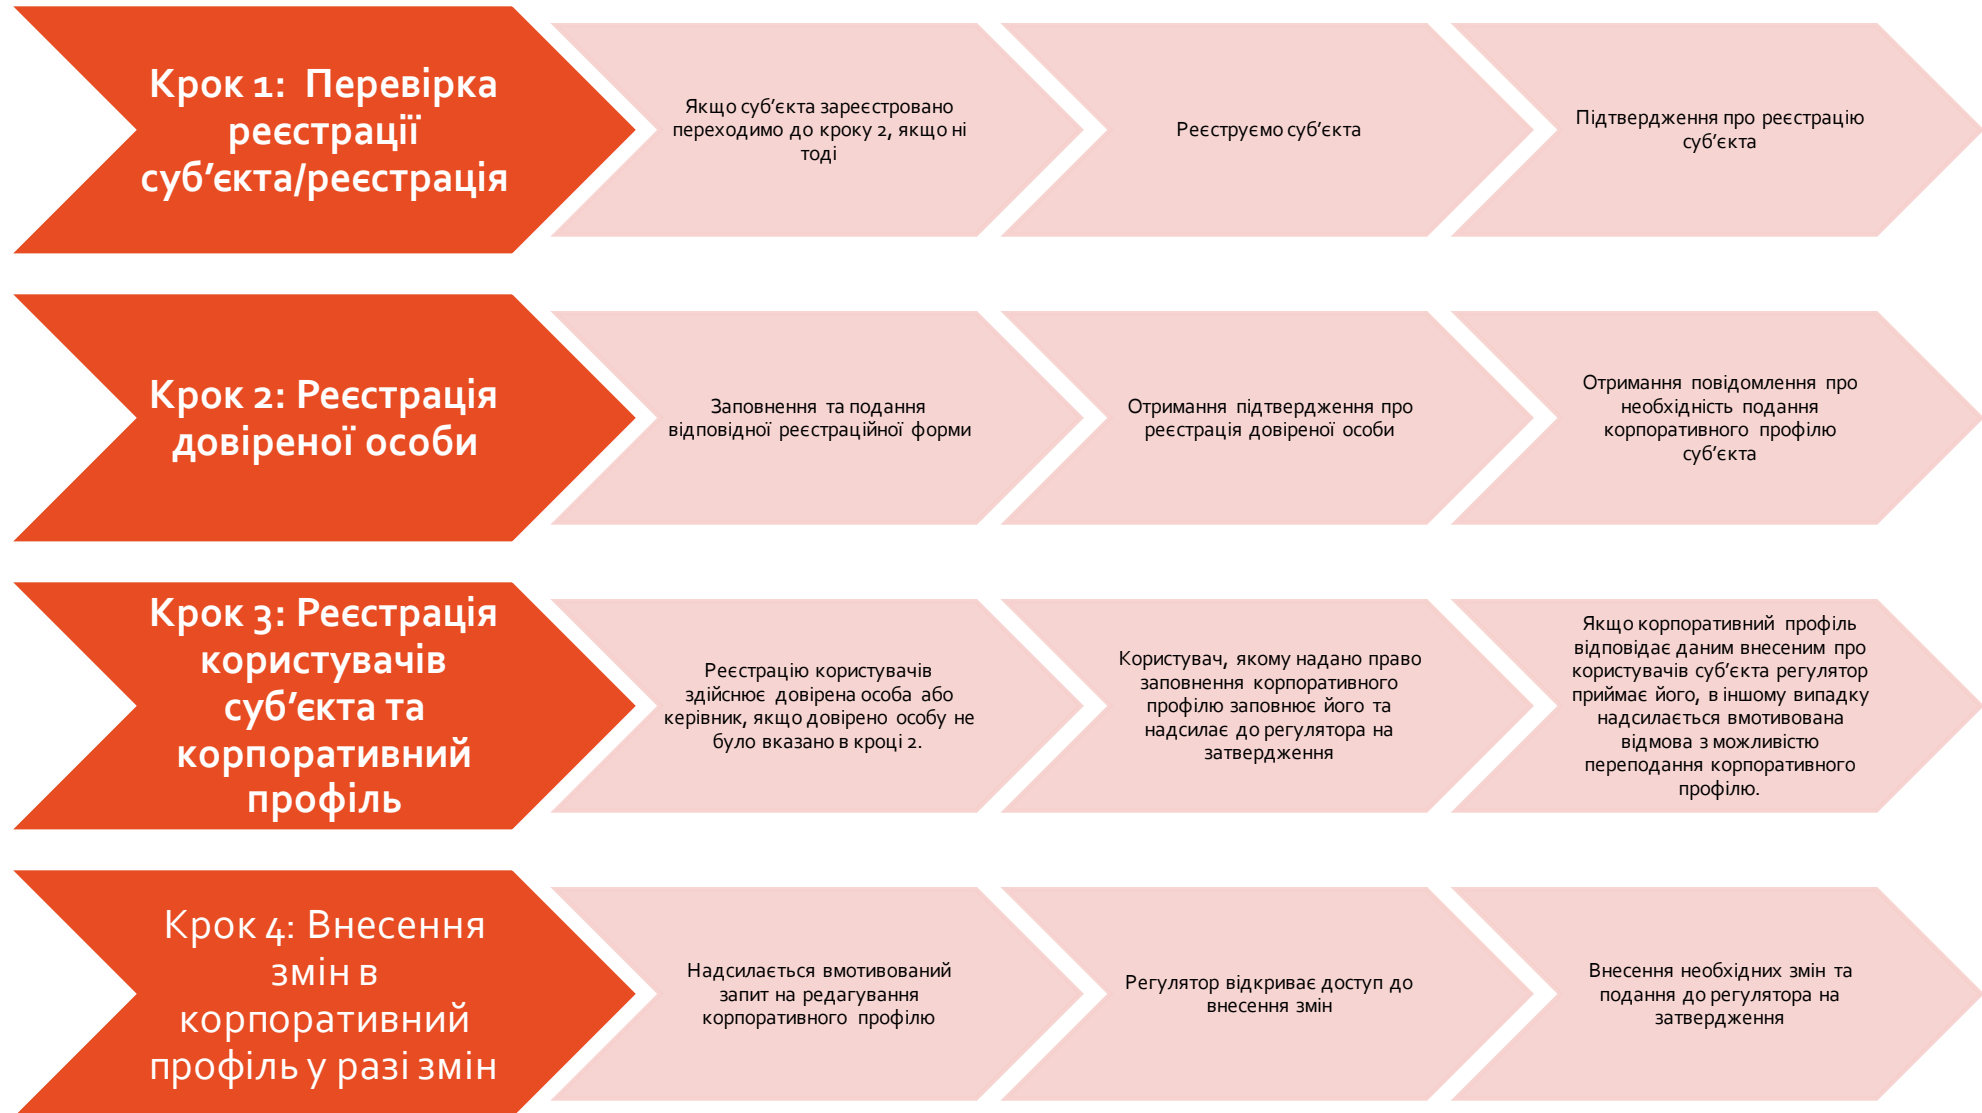 Крок 1: Перевірка
реєстрації
суб’єкта/реєстрація
Якщо суб’єкта зареєстровано
переходимо до кроку 2, якщо ні
тоді
Реєструємо суб’єкта
Підтвердження про реєстрацію
суб’єкта
Крок 2: Реєстрація
довіреної особи
Заповнення та подання
відповідної реєстраційної форми
Отримання підтвердження про
реєстрація довіреної особи
Отримання повідомлення про
необхідність подання
корпоративного профілю
суб’єкта
Крок 3: Реєстрація
користувачів
суб’єкта та
корпоративний
профіль
Реєстрацію користувачів
здійснює довірена особа або
керівник, якщо довірено особу не
було вказано в кроці 2.
Користувач, якому надано право
заповнення корпоративного
профілю заповнює його та
надсилає до регулятора на
затвердження
Якщо корпоративний профіль
відповідає даним внесеним про
користувачів суб’єкта регулятор
приймає його, в іншому випадку
надсилається вмотивована
відмова з можливістю
переподання корпоративного
профілю.
Крок 4: Внесення
змін в
корпоративний
профіль у разі змін
Надсилається вмотивований
запит на редагування
корпоративного профілю
Регулятор відкриває доступ до
внесення змін
Внесення необхідних змін та
подання до регулятора на
затвердження